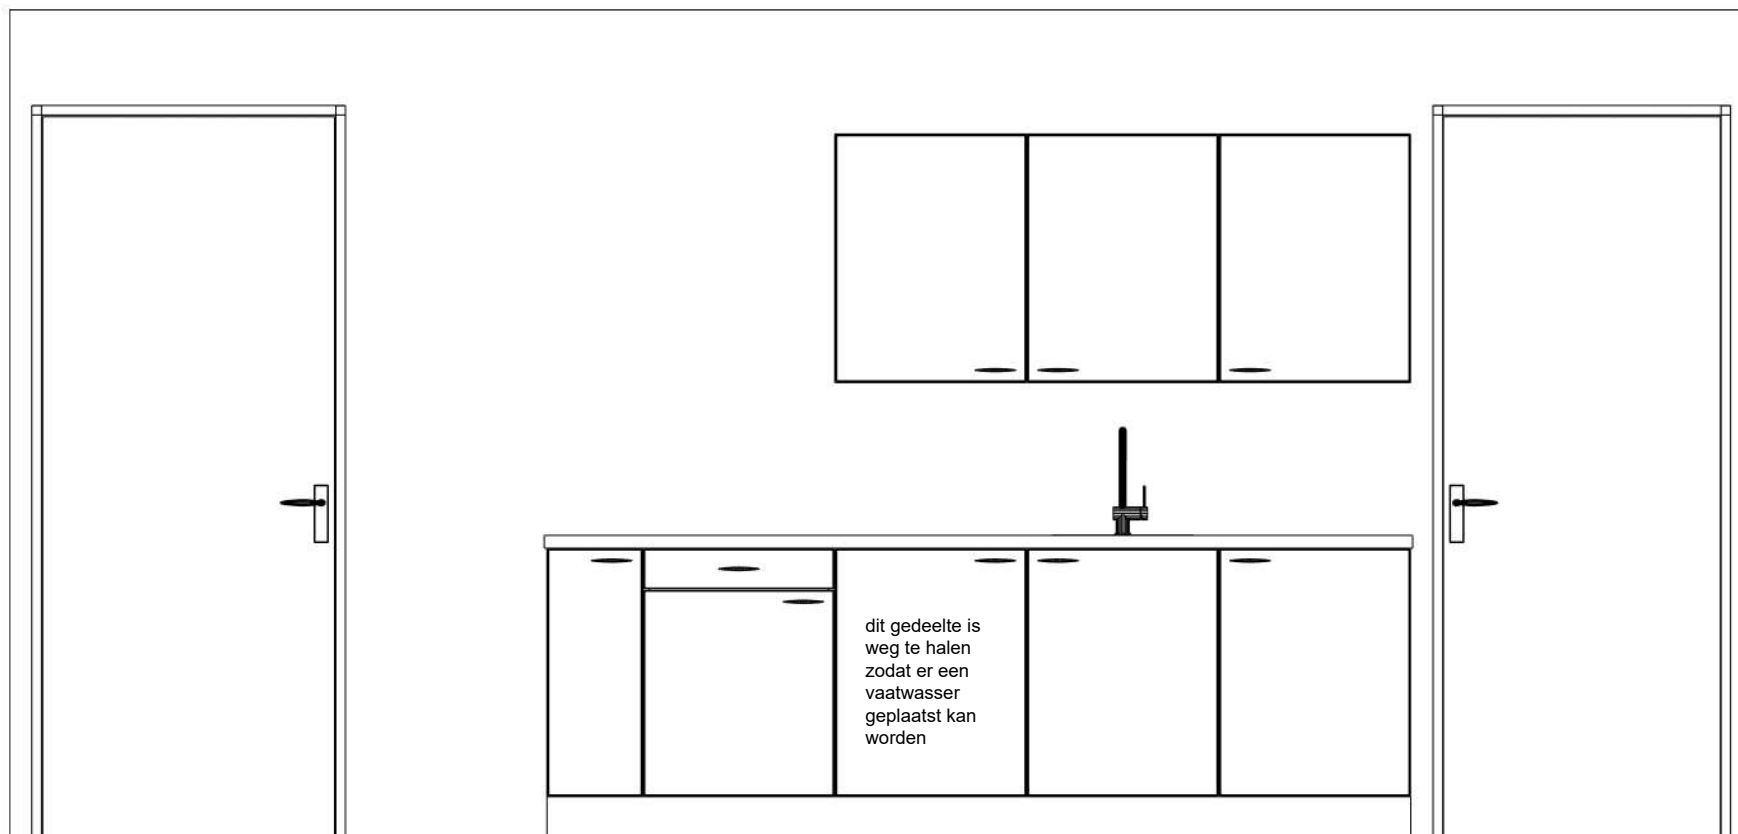 dit gedeelte is
weg te halen
zodat er een
vaatwasser
geplaatst kan
worden